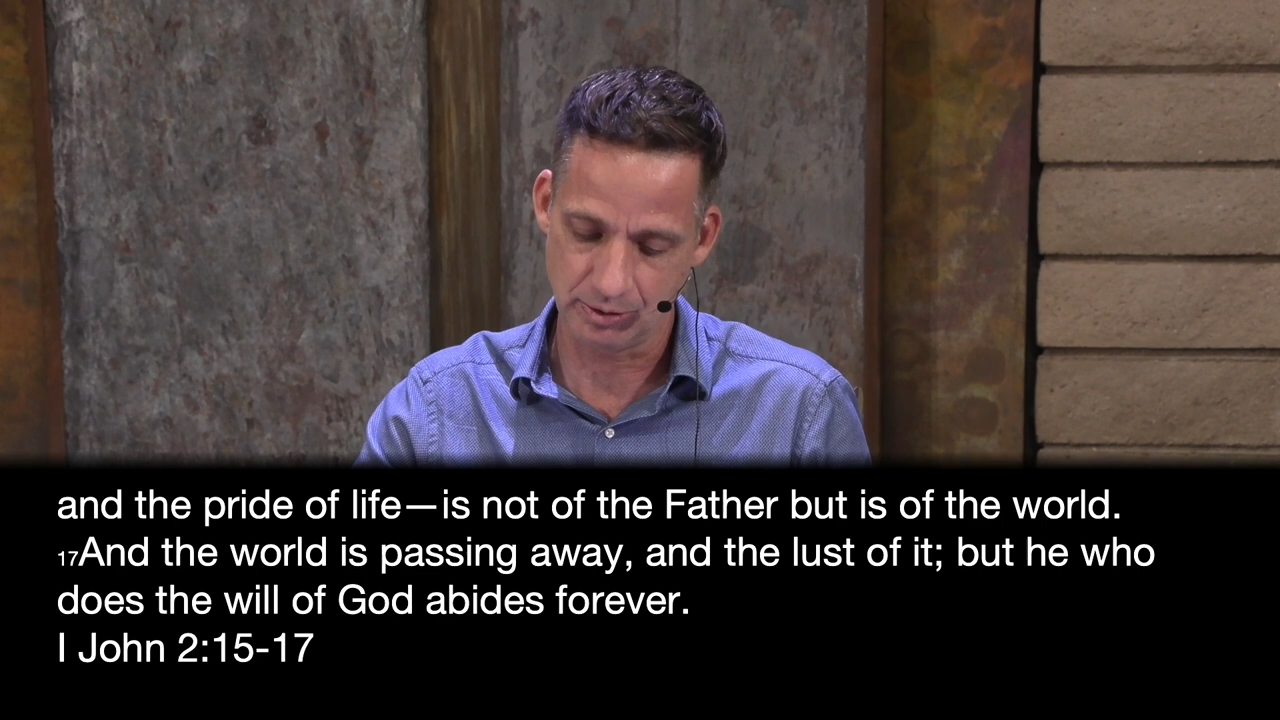 and the pride of life—is not of the Father but is of the world.
17And the world is passing away, and the lust of it; but he who
does the will of God abides forever.
I John 2:15-17